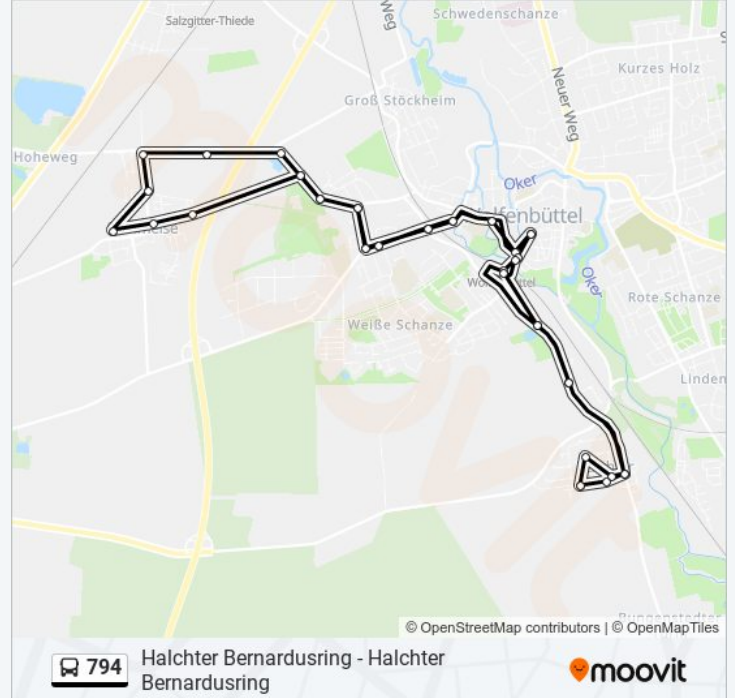 Salzgitter-Thiede
Weg
Schwedenschanze
Kurzes Holz
Neuer Weg
Groß Stöckheim
Hoheweg
Oker
lfenbüttel
Oker
Rote Schanze
Weiße Schanze
Linden
© OpenStreetMap contributors | © OpenMapTiles
794
Halchter Bernardusring - Halchter
Bernardusring
moovit